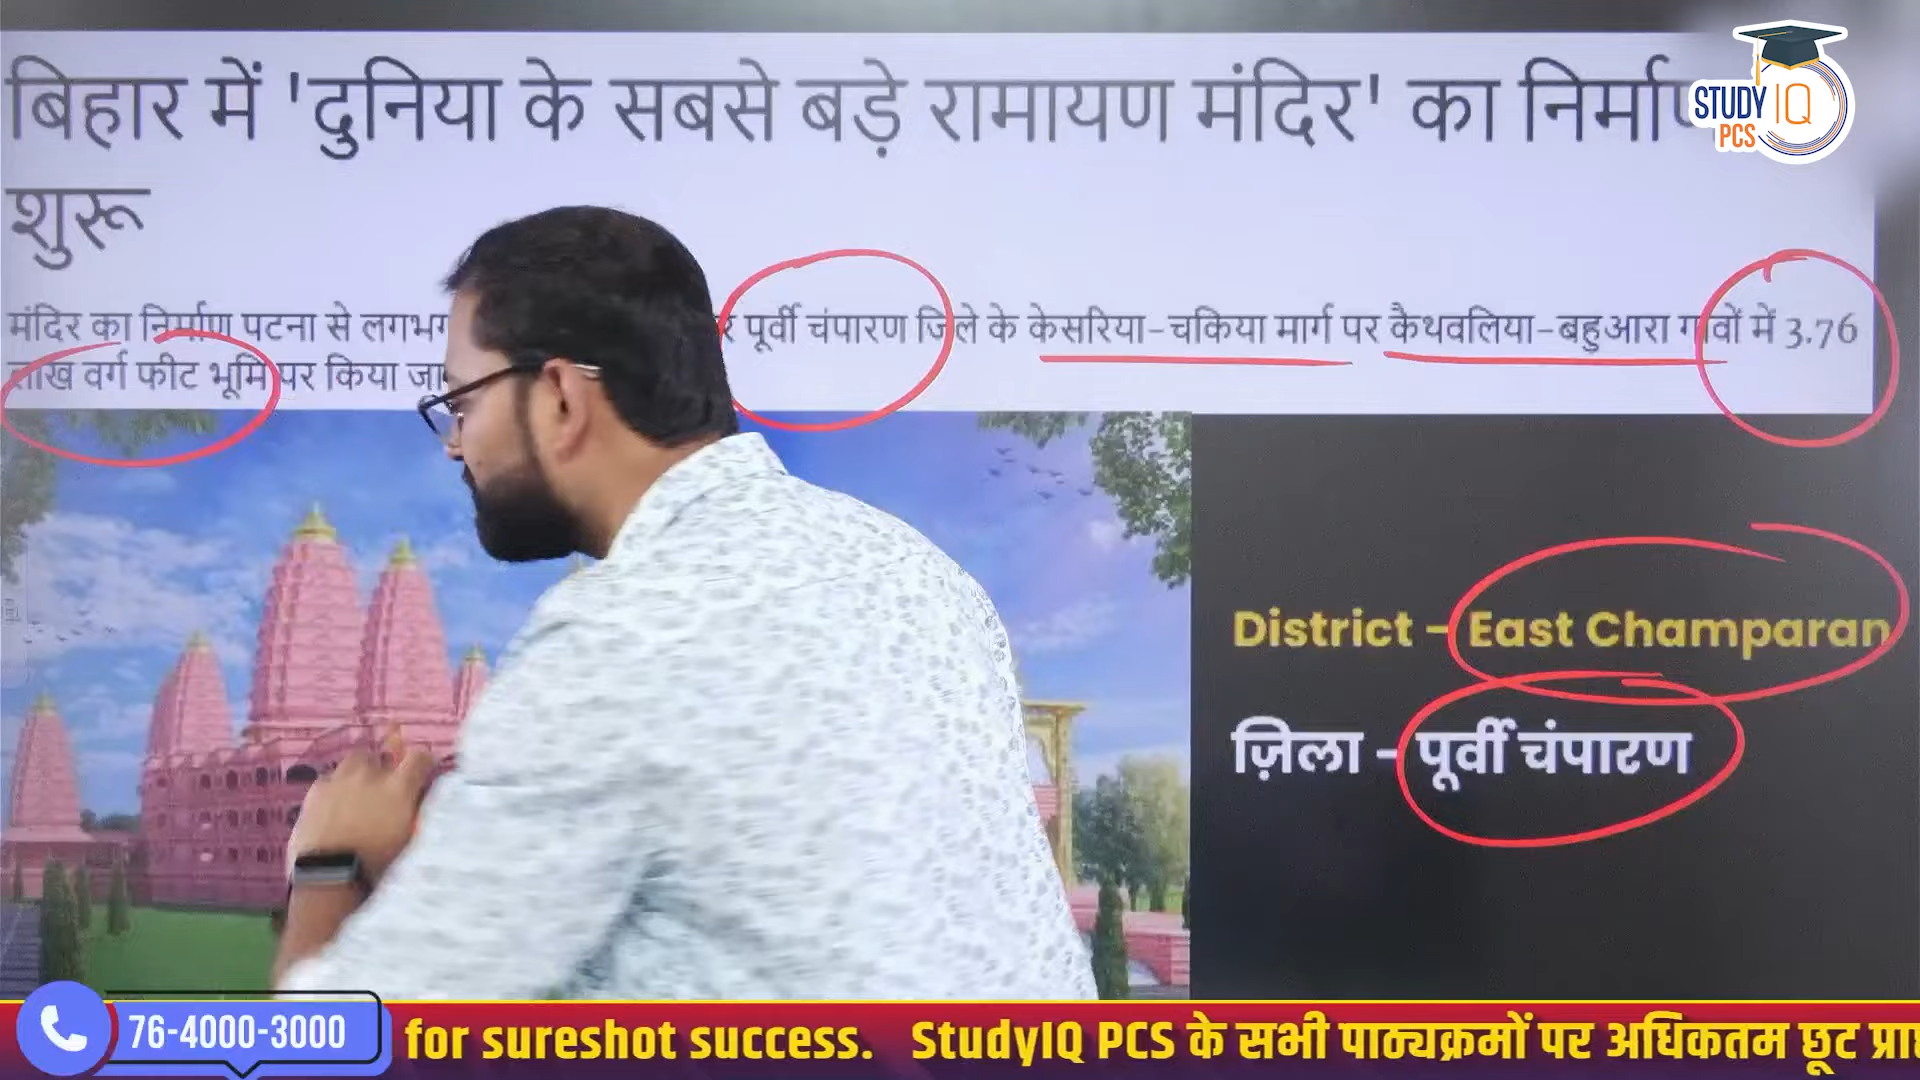 बिहार में 'दुनिया के सबसे बड़े रामायण मंदिर' का
शुरू
मंदिर का निर्माण पटना से लगभग पूर्वी चंपारण जिले के केसरिया-चकिया मार्ग पर कैथवलिया-बहुआरा गांवों में 3.76
लाख वर्ग फीट भूमि पर किया
STUDY IQ
PCS
District - East Champaran
ज़िला - पूर्वी चंपारण
76-4000-3000
for sureshot success. StudyIQ PCS के सभी पाठ्यक्रमों पर अधिकतम छूट